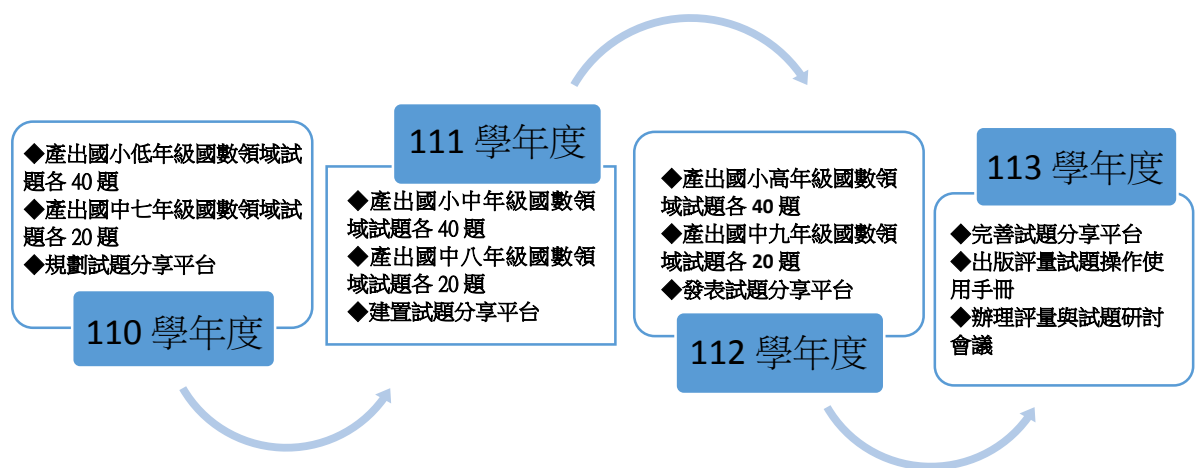 ◆產出國小低年級國數領域試
題各 40 題
◆產出國中七年級國數領域試
題各 20 題
◆規劃試題分享平台
110 學年度
111 學年度
◆產出國小中年級國數領
域試題各 40 題
◆產出國中八年級國數領
域試題各 20 題
◆建置試題分享平台
◆產出國小高年級國數領
域試題各 40 題
◆產出國中九年級國數領
域試題各 20 題
◆發表試題分享平台
112 學年度
113 學年度
◆完善試題分享平台
◆出版評量試題操作使
用手冊
◆辦理評量與試題研討
會議